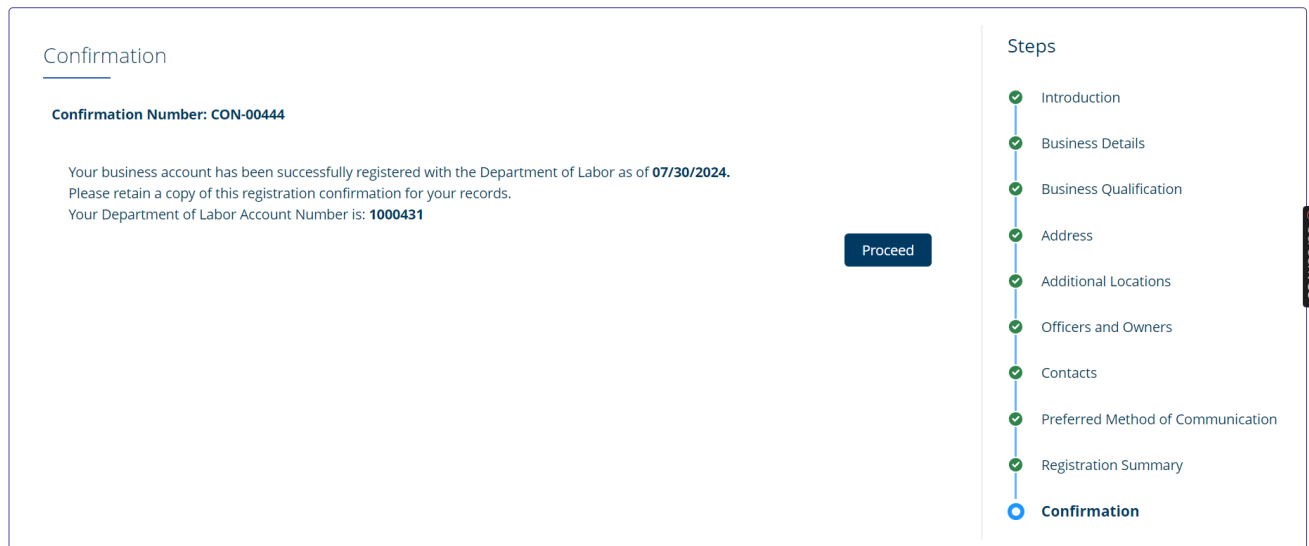 Confirmation
Confirmation Number: CON-00444
Your business account has been successfully registered with the Department of Labor as of 07/30/2024.
Please retain a copy of this registration confirmation for your records.
Your Department of Labor Account Number is: 1000431
Proceed
Steps
Introduction
Business Details
Business Qualification
Address
Additional Locations
Officers and Owners
Contacts
Preferred Method of Communication
Registration Summary
Confirmation